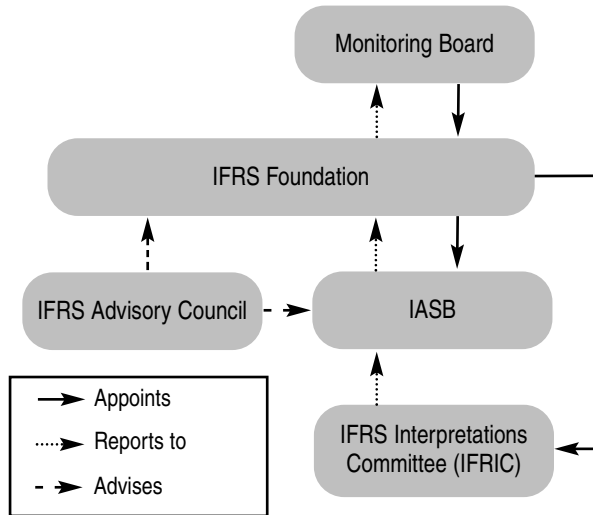 Monitoring Board
IFRS Foundation
IFRS Advisory Council
IASB
IFRS Interpretations
Committee (IFRIC)
Appoints
Reports to
Advises